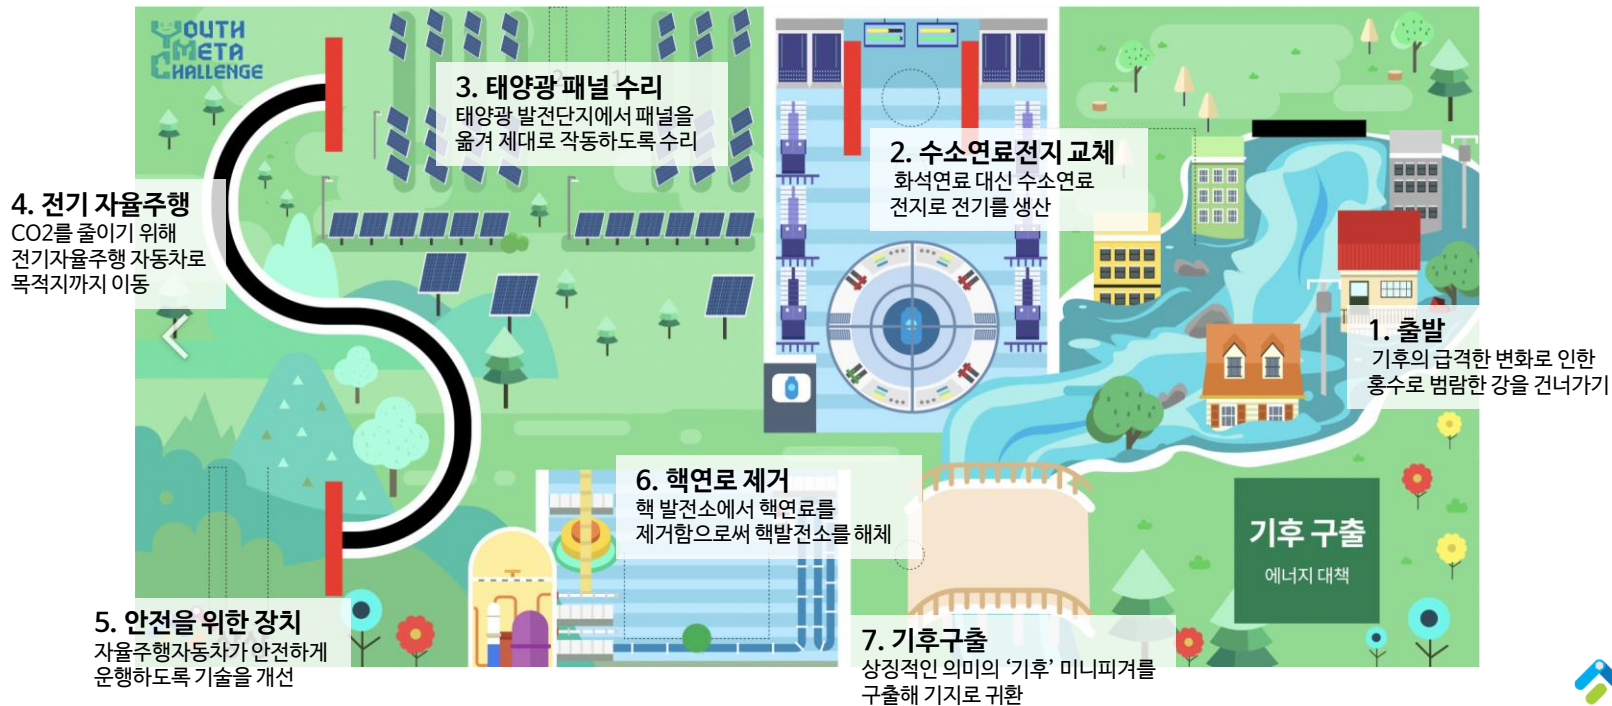 YOUTH
META
CHALLENGE
3. 태양광 패널 수리
태양광 발전단지에서 패널을
옮겨 제대로 작동하도록 수리
2. 수소연료전지 교체
화석연료 대신 수소연료
전지로 전기를 생산
4. 전기 자율주행
CO2를 줄이기 위해
전기자율주행 자동차로
목적지까지 이동
1. 출발
기후의 급격한 변화로 인한
홍수로 범람한 강을 건너가기
6. 핵연로 제거
핵 발전소에서 핵연료를
제거함으로써 핵발전소를 해체
기후 구출
에너지 대책
5. 안전을 위한 장치
자율주행자동차가 안전하게
운행하도록 기술을 개선
7. 기후구출
상징적인 의미의 ‘기후’ 미니피겨를
구출해 기지로 귀환